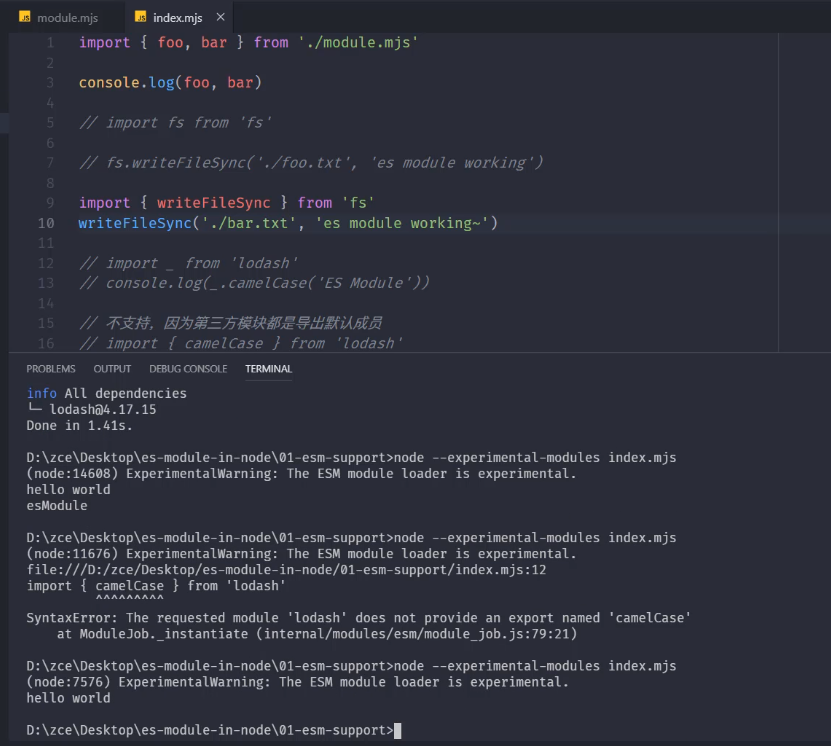 module.mjs
index.mjs
1 import { foo, bar } from './module.mjs'
2
3 console.log(foo, bar)
4
5 // import fs from 'fs'
6
7 // fs.writeFileSync('./foo.txt', 'es module working')
8
9 import { writeFileSync } from 'fs'
10 writeFileSync('./bar.txt', 'es module working~')
11
12 // import _ from 'lodash'
13 // console.log(_.camelCase('ES Module'))
14
15 // 不支持，因为第三方模块都是导出默认成员
16 // import { camelCase } from 'lodash'
PROBLEMS OUTPUT DEBUG CONSOLE TERMINAL
info All dependencies
└─ lodash@4.17.15
Done in 1.41s.
D:\zce\Desktop\es-module-in-node\01-esm-support>node --experimental-modules index.mjs
(node:14608) ExperimentalWarning: The ESM module loader is experimental.
hello world
esModule
D:\zce\Desktop\es-module-in-node\01-esm-support>node --experimental-modules index.mjs
(node:11676) ExperimentalWarning: The ESM module loader is experimental.
file:///D:/zce/Desktop/es-module-in-node/01-esm-support/index.mjs:12
import { camelCase } from 'lodash'
^^^^^^^^^
SyntaxError: The requested module 'lodash' does not provide an export named 'camelCase'
at ModuleJob._instantiate (internal/modules/esm/module_job.js:79:21)
D:\zce\Desktop\es-module-in-node\01-esm-support>node --experimental-modules index.mjs
(node:7576) ExperimentalWarning: The ESM module loader is experimental.
hello world
D:\zce\Desktop\es-module-in-node\01-esm-support>